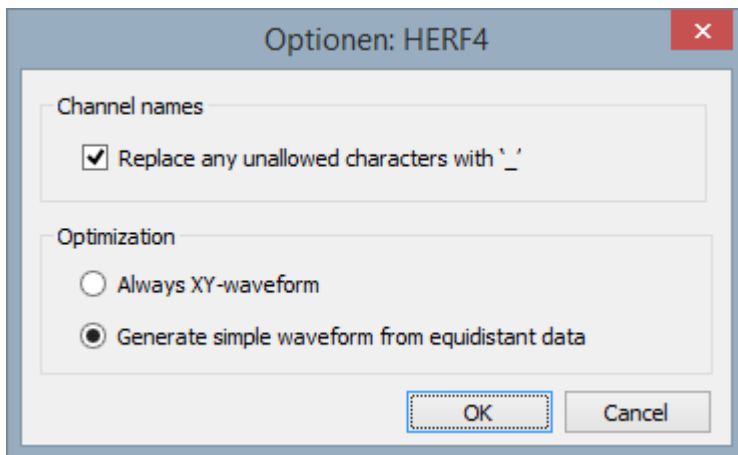 Optionen: HERF4
Channel names
Replace any unallowed characters with `_´
Optimization
Always XY-waveform
Generate simple waveform from equidistant data
OK
Cancel